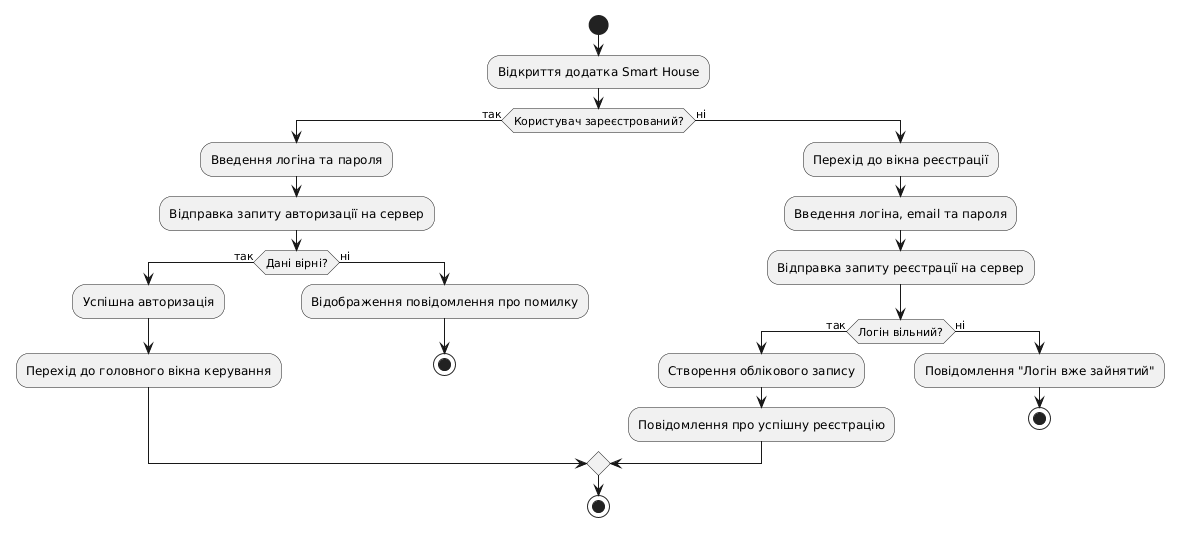 Відкриття додатка Smart House
Користувач зареєстрований?
так
ні
Введення логіна та пароля
Відправка запиту авторизації на сервер
Дані вірні?
так
ні
Успішна авторизація
Перехід до головного вікна керування
Відображення повідомлення про помилку
Перехід до вікна реєстрації
Введення логіна, email та пароля
Відправка запиту реєстрації на сервер
Логін вільний?
так
ні
Створення облікового запису
Повідомлення про успішну реєстрацію
Повідомлення "Логін вже зайнятий"